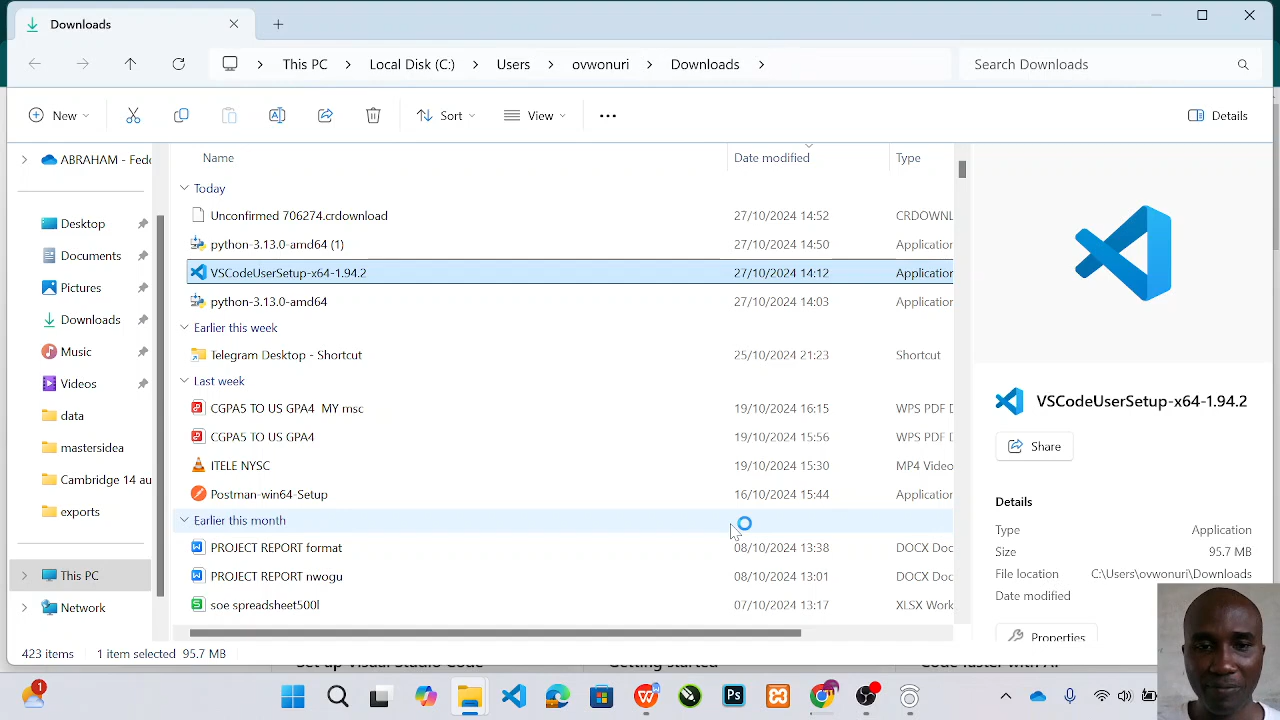 Downloads
This PC > Local Disk (C:) > Users > ovwonuri > Downloads >
Search Downloads
New
Sort
View
Details
ABRAHAM - Fede
Desktop
Documents
Pictures
Downloads
Music
Videos
data
mastersidea
Cambridge 14 au
exports
This PC
Network
Name Date modified Type
Today
Unconfirmed 706274.crdownload 27/10/2024 14:52 CRDOWNL
python-3.13.0-amd64 (1) 27/10/2024 14:50 Application
VSCodeUserSetup-x64-1.94.2 27/10/2024 14:12 Application
python-3.13.0-amd64 27/10/2024 14:03 Application
Earlier this week
Telegram Desktop - Shortcut 25/10/2024 21:23 Shortcut
Last week
CGPA5 TO US GPA4 MY msc 19/10/2024 16:15 WPS PDF D
CGPA5 TO US GPA4 19/10/2024 15:56 WPS PDF D
ITELE NYSC 19/10/2024 15:30 MP4 Video
Postman-win64-Setup 16/10/2024 15:44 Application
Earlier this month
PROJECT REPORT format 08/10/2024 13:38 DOCX Doc
PROJECT REPORT nwogu 08/10/2024 13:01 DOCX Doc
soe spreadsheet500l 07/10/2024 13:17 XLSX Work
VSCodeUserSetup-x64-1.94.2
Share
Details
Type Application
Size 95.7 MB
File location C:\Users\ovwonuri\Downloads
Date modified
Properties
423 items 1 item selected 95.7 MB
Set up Visual Studio Code
Getting Started
Code faster with AI
1
Ps